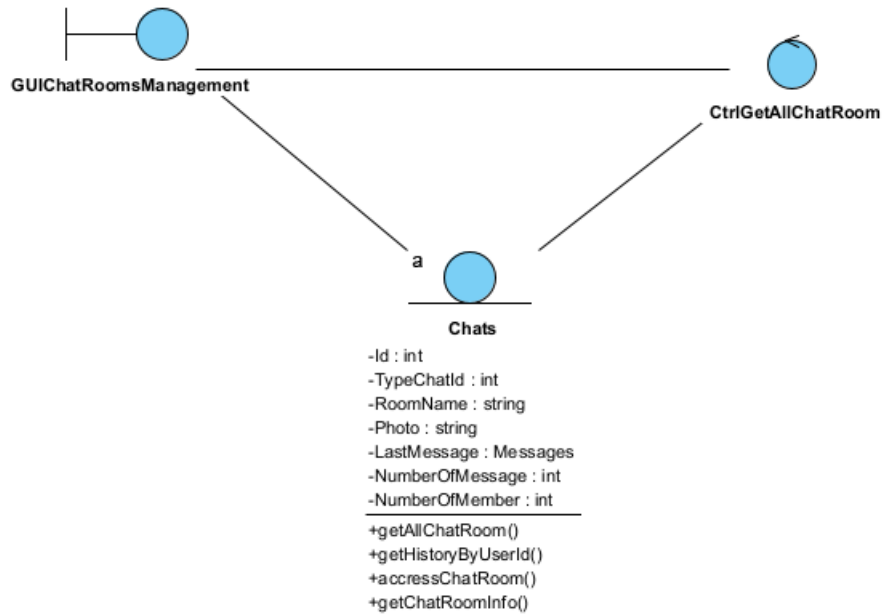 GUIChatRoomsManagement
CtrlGetAllChatRoom
a
Chats
-Id : int
-TypeChatId : int
-RoomName : string
-Photo : string
-LastMessage : Messages
-NumberOfMessage : int
-NumberOfMember : int
+getAllChatRoom()
+getHistoryByUserId()
+accressChatRoom()
+getChatRoomInfo()